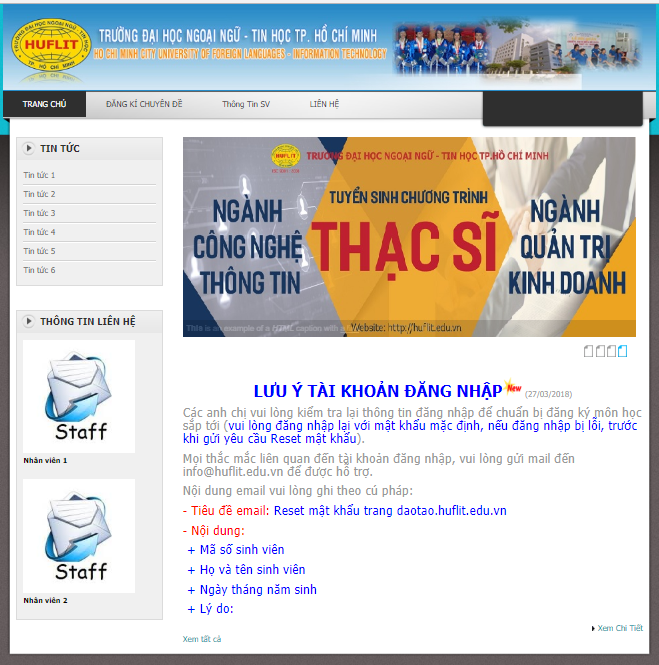 TRƯỜNG ĐẠI HỌC NGOẠI NGỮ - TIN HỌC TP. HỒ CHÍ MINH
HUFLIT
HO CHI MINH CITY UNIVERSITY OF FOREIGN LANGUAGES - INFORMATION TECHNOLOGY
TRANG CHỦ
ĐĂNG KÍ CHUYÊN ĐỀ
Thông Tin SV
LIÊN HỆ
TIN TỨC
Tin tức 1
Tin tức 2
Tin tức 3
Tin tức 4
Tin tức 5
Tin tức 6
THÔNG TIN LIÊN HỆ
Staff
Nhân viên 1
Staff
Nhân viên 2
HUFLIT
TRƯỜNG ĐẠI HỌC NGOẠI NGỮ - TIN HỌC TP.HỒ CHÍ MINH
TUYỂN SINH CHƯƠNG TRÌNH
THẠC SĨ
NGÀNH
CÔNG NGHỆ
THÔNG TIN
NGÀNH
QUẢN TRỊ
KINH DOANH
This is an example of a HTML caption with a
Website: http://huflit.edu.vn
LƯU Ý TÀI KHOẢN ĐĂNG NHẬP New (27/03/2018)
Các anh chị vui lòng kiểm tra lại thông tin đăng nhập để chuẩn bị đăng ký môn học
sắp tới (vui lòng đăng nhập lại với mật khẩu mặc định, nếu đăng nhập bị lỗi, trước
khi gửi yêu cầu Reset mật khẩu).
Mọi thắc mắc liên quan đến tài khoản đăng nhập, vui lòng gửi mail đến
info@huflit.edu.vn để được hỗ trợ.
Nội dung email vui lòng ghi theo cú pháp:
- Tiêu đề email: Reset mật khẩu trang daotao.huflit.edu.vn
- Nội dung:
+ Mã số sinh viên
+ Họ và tên sinh viên
+ Ngày tháng năm sinh
+ Lý do:
Xem Chi Tiết
Xem tất cả